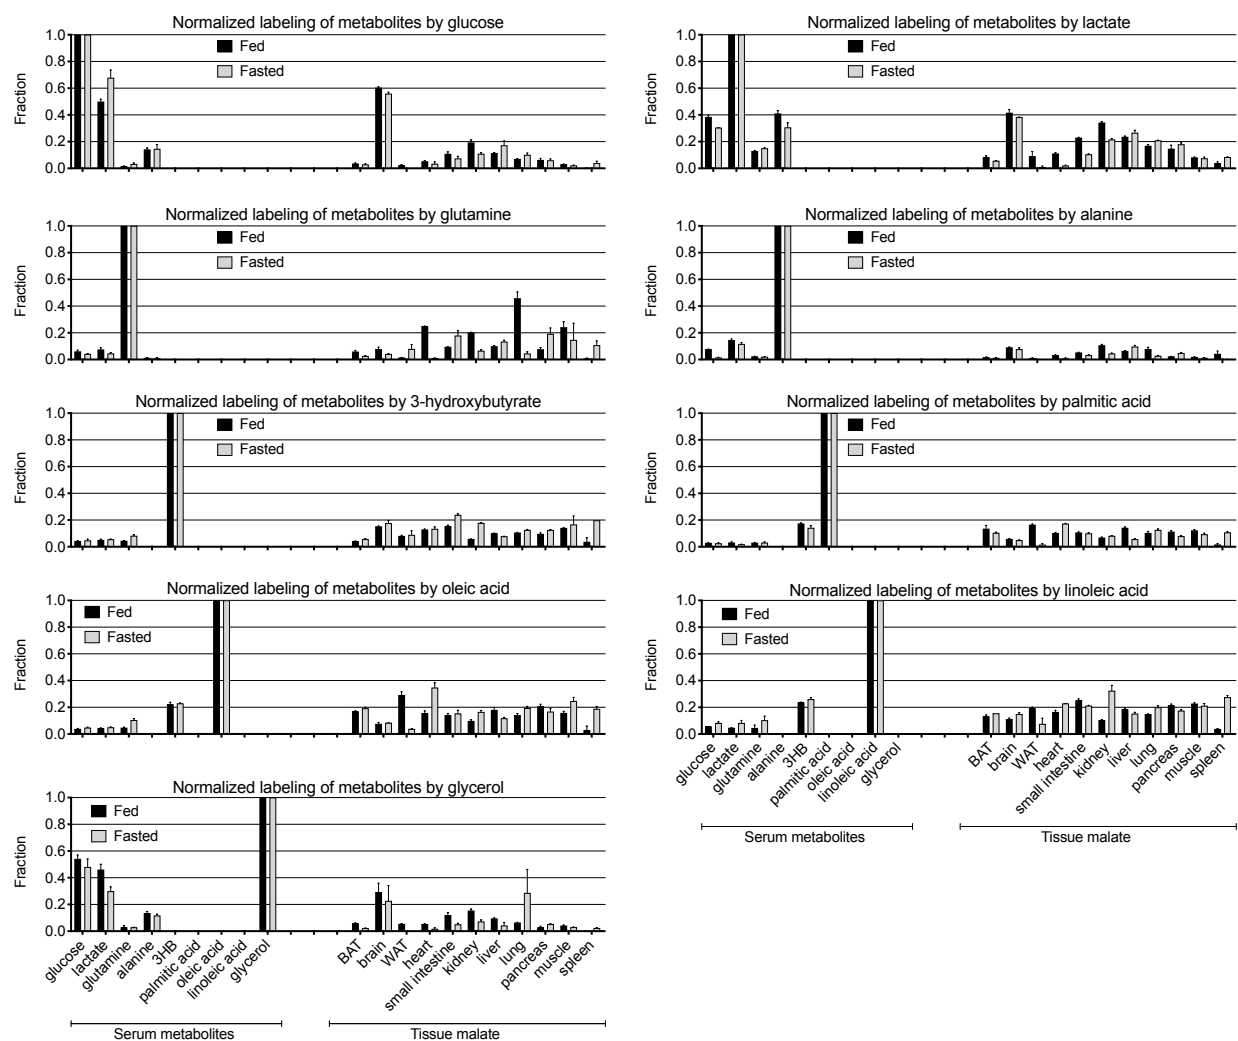 Normalized labeling of metabolites by glucose
Fraction
1.0
0.8
0.6
0.4
0.2
0.0
Fed
Fasted
Normalized labeling of metabolites by lactate
Fraction
1.0
0.8
0.6
0.4
0.2
0.0
Fed
Fasted
Normalized labeling of metabolites by glutamine
Fraction
1.0
0.8
0.6
0.4
0.2
0.0
Fed
Fasted
Normalized labeling of metabolites by alanine
Fraction
1.0
0.8
0.6
0.4
0.2
0.0
Fed
Fasted
Normalized labeling of metabolites by 3-hydroxybutyrate
Fraction
1.0
0.8
0.6
0.4
0.2
0.0
Fed
Fasted
Normalized labeling of metabolites by palmitic acid
Fraction
1.0
0.8
0.6
0.4
0.2
0.0
Fed
Fasted
Normalized labeling of metabolites by oleic acid
Fraction
1.0
0.8
0.6
0.4
0.2
0.0
Fed
Fasted
Normalized labeling of metabolites by linoleic acid
Fraction
1.0
0.8
0.6
0.4
0.2
0.0
Fed
Fasted
glucose
lactate
glutamine
alanine
3HB
palmitic acid
oleic acid
linoleic acid
glycerol
BAT
brain
WAT
heart
small intestine
kidney
liver
lung
pancreas
muscle
spleen
Serum metabolites
Tissue malate
Normalized labeling of metabolites by glycerol
Fraction
1.0
0.8
0.6
0.4
0.2
0.0
Fed
Fasted
glucose
lactate
glutamine
alanine
3HB
palmitic acid
oleic acid
linoleic acid
glycerol
BAT
brain
WAT
heart
small intestine
kidney
liver
lung
pancreas
muscle
spleen
Serum metabolites
Tissue malate